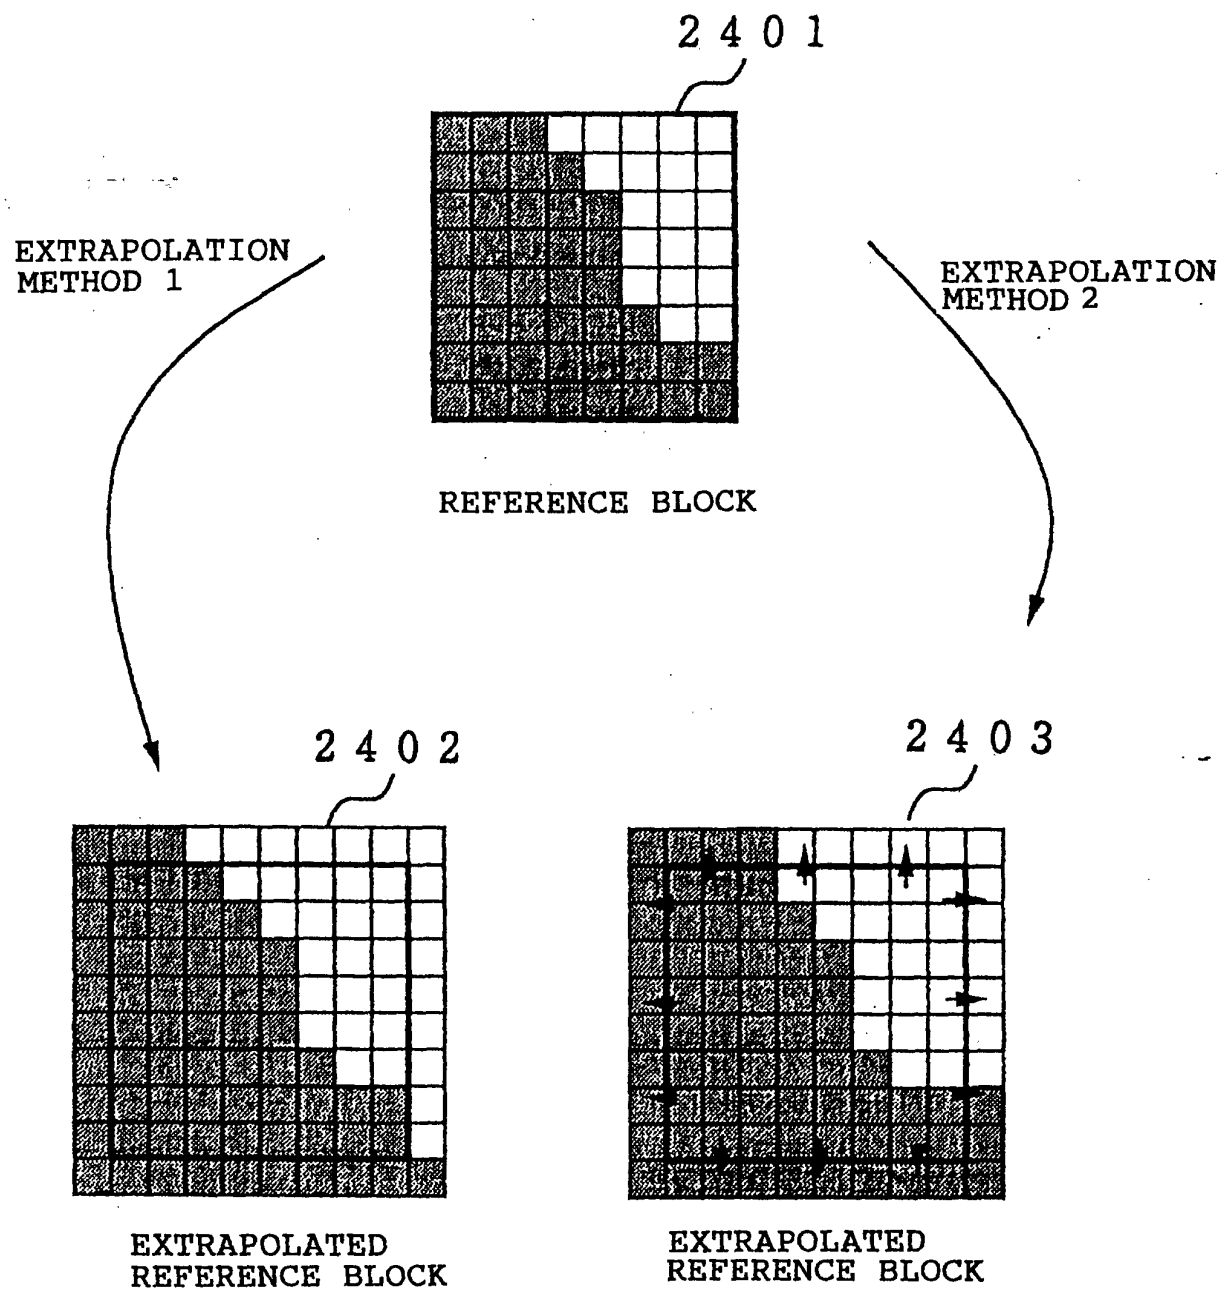 2401
EXTRAPOLATION
METHOD 1
EXTRAPOLATION
METHOD 2
REFERENCE BLOCK
2402
2403
EXTRAPOLATED
REFERENCE BLOCK
EXTRAPOLATED
REFERENCE BLOCK